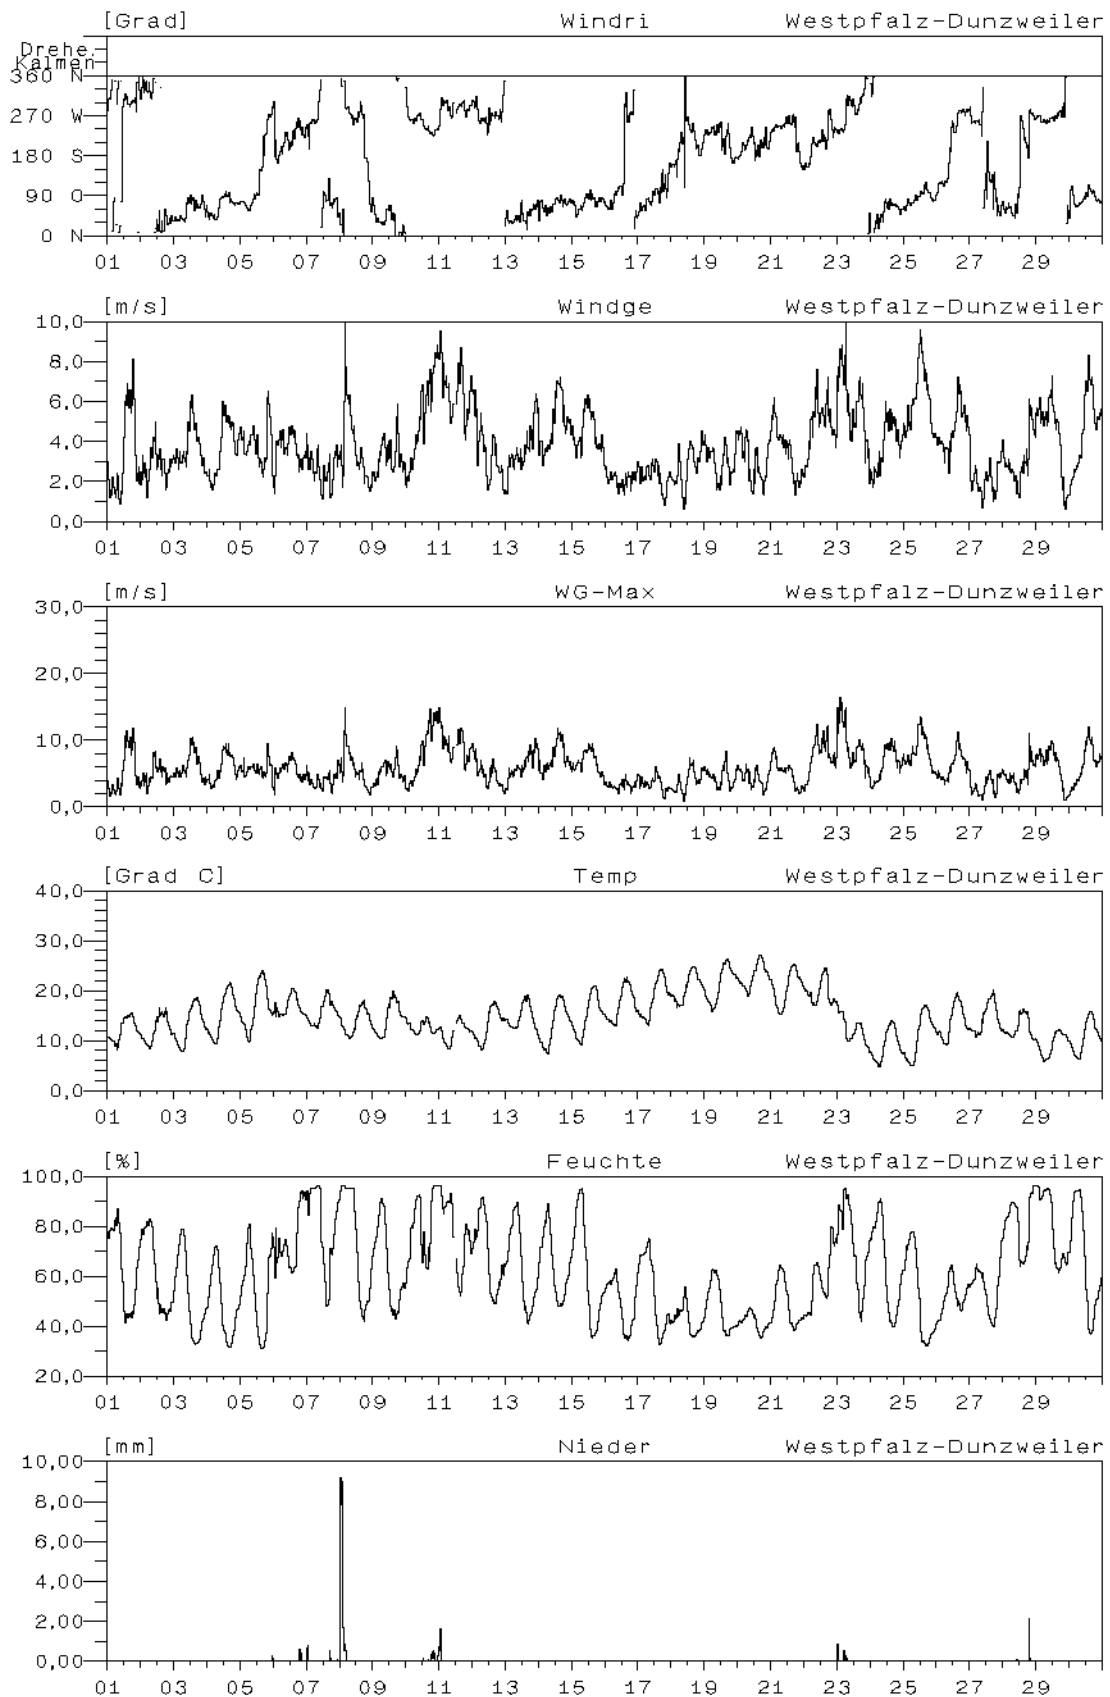 [Grad] Windri Westpfalz-Dunzweiler
Drehe.
Kalmen
360 N
270 W
180 S
90 O
0 N
01 03 05 07 09 11 13 15 17 19 21 23 25 27 29
[m/s] Windge Westpfalz-Dunzweiler
10,0
8,0
6,0
4,0
2,0
0,0
01 03 05 07 09 11 13 15 17 19 21 23 25 27 29
[m/s] WG-Max Westpfalz-Dunzweiler
30,0
20,0
10,0
0,0
01 03 05 07 09 11 13 15 17 19 21 23 25 27 29
[Grad C] Temp Westpfalz-Dunzweiler
40,0
30,0
20,0
10,0
0,0
01 03 05 07 09 11 13 15 17 19 21 23 25 27 29
[%] Feuchte Westpfalz-Dunzweiler
100,0
80,0
60,0
40,0
20,0
01 03 05 07 09 11 13 15 17 19 21 23 25 27 29
[mm] Nieder Westpfalz-Dunzweiler
10,00
8,00
6,00
4,00
2,00
0,00
01 03 05 07 09 11 13 15 17 19 21 23 25 27 29